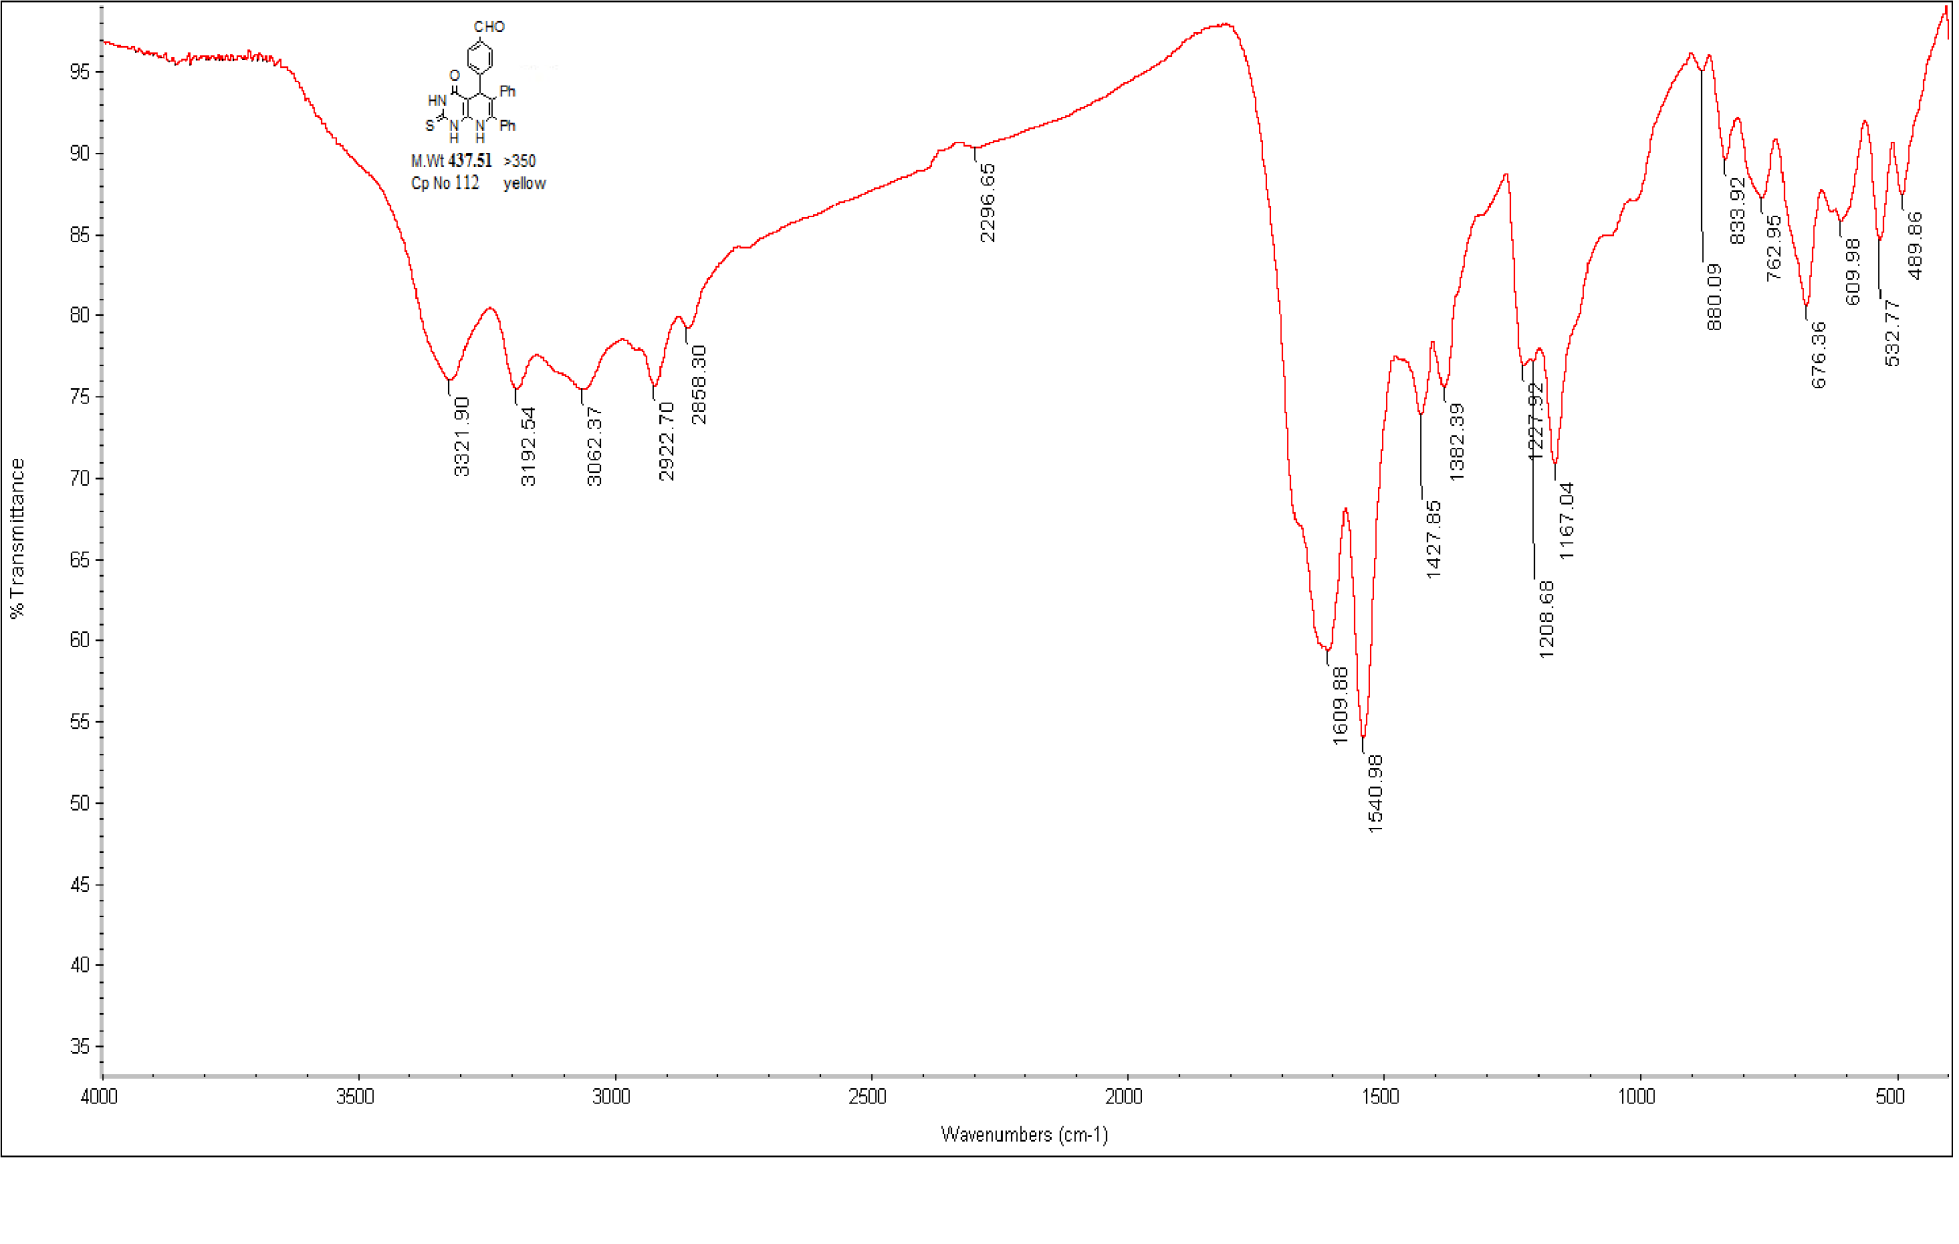 CHO
O
Ph
HN
S
N
H
N
H
Ph
M.Wt 437.51 >350
Cp No 112 yellow
% Transmittance
95
90
85
80
75
70
65
60
55
50
45
40
35
3321.90
3192.54
3062.37
2922.70
2858.30
2296.65
1609.88
1540.98
1427.85
1382.39
1227.92
1208.68
1167.04
880.09
833.92
762.95
676.36
609.98
532.77
489.86
4000
3500
3000
2500
2000
1500
1000
500
Wavenumbers (cm-1)